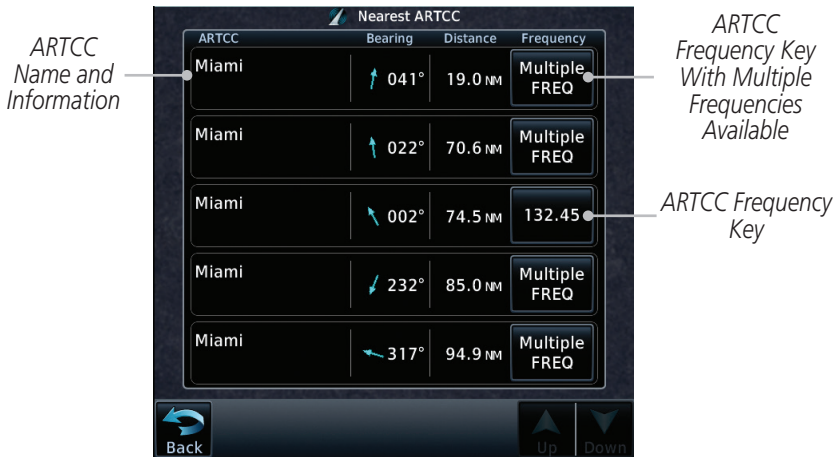 Nearest ARTCC
ARTCC Bearing Distance Frequency
Miami 041° 19.0 NM Multiple FREQ
Miami 022° 70.6 NM Multiple FREQ
Miami 002° 74.5 NM 132.45
Miami 232° 85.0 NM Multiple FREQ
Miami 317° 94.9 NM Multiple FREQ
Back Up Down
ARTCC
Name and
Information
ARTCC
Frequency Key
With Multiple
Frequencies
Available
ARTCC Frequency
Key